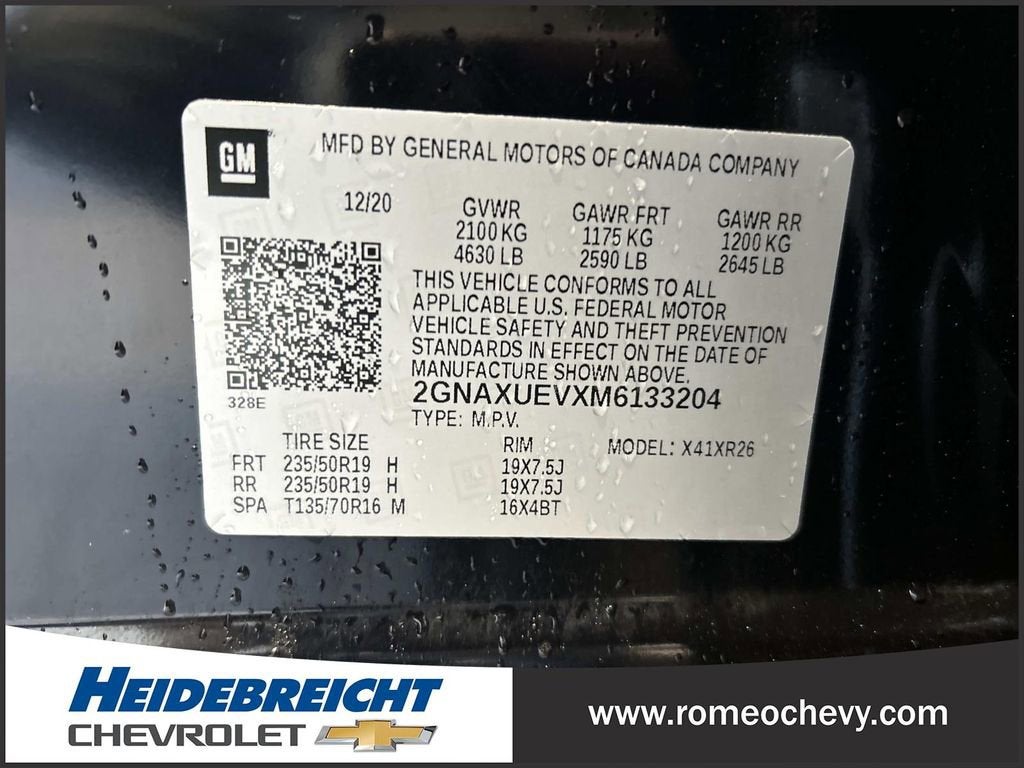 GM
MFD BY GENERAL MOTORS OF CANADA COMPANY
12/20 GVWR GAWR FRT GAWR RR
2100 KG 1175 KG 1200 KG
4630 LB 2590 LB 2645 LB
THIS VEHICLE CONFORMS TO ALL
APPLICABLE U.S. FEDERAL MOTOR
VEHICLE SAFETY AND THEFT PREVENTION
STANDARDS IN EFFECT ON THE DATE OF
MANUFACTURE SHOWN ABOVE.
328E 2GNAXUEVXM6133204
TYPE: M.P.V.
TIRE SIZE RIM MODEL: X41XR26
FRT 235/50R19 H 19X7.5J
RR 235/50R19 H 19X7.5J
SPA T135/70R16 M 16X4BT
HEIDEBREICHT
CHEVROLET
www.romeochevy.com